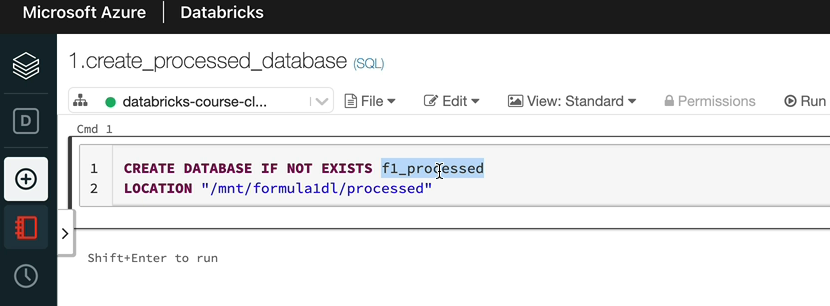 Microsoft Azure Databricks
1.create_processed_database (SQL)
D
databricks-course-cl... File Edit View: Standard Permissions Run
Cmd 1
1 CREATE DATABASE IF NOT EXISTS f1_processed
2 LOCATION "/mnt/formula1dl/processed"
Shift+Enter to run